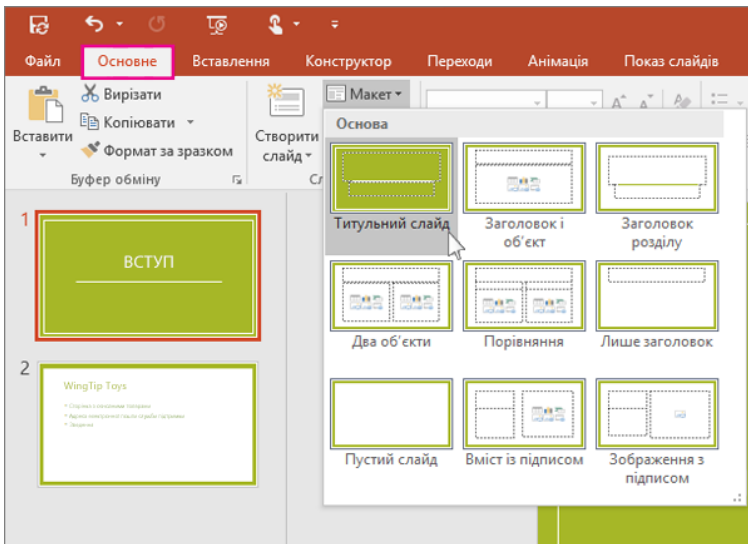 Файл Основне Вставлення Конструктор Переходи Анімація Показ слайдів
Вставити
Вирізати
Копіювати
Формат за зразком
Буфер обміну
Створити
слайд
Сл
Макет
Основа
Титульний слайд
Заголовок і
об'єкт
Заголовок
розділу
Два об'єкти
Порівняння
Лише заголовок
Пустий слайд
Вміст із підписом
Зображення з
підписом
1
ВСТУП
2
WingTip Toys